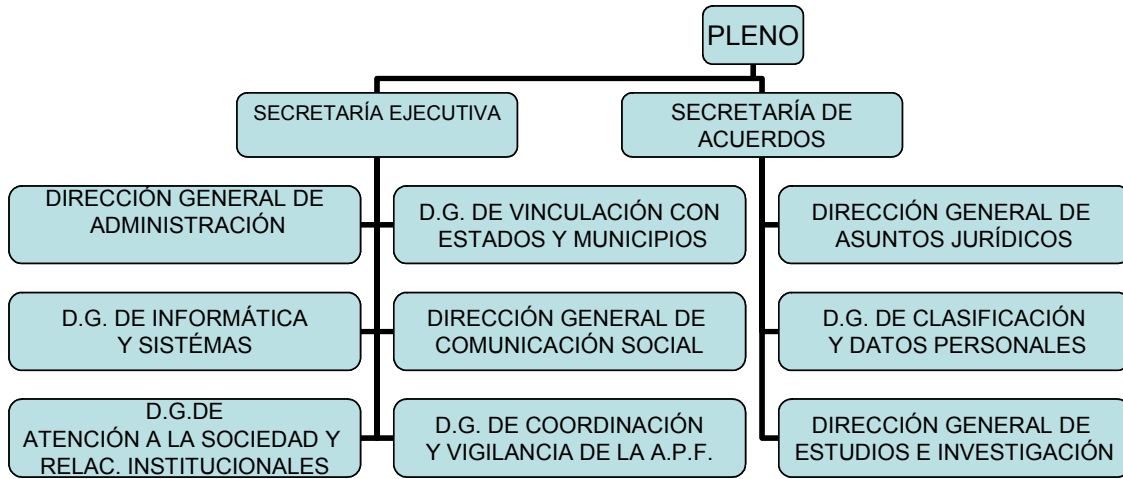 PLENO
SECRETARÍA EJECUTIVA
SECRETARÍA DE
ACUERDOS
DIRECCIÓN GENERAL DE
ADMINISTRACIÓN
D.G. DE VINCULACIÓN CON
ESTADOS Y MUNICIPIOS
DIRECCIÓN GENERAL DE
ASUNTOS JURÍDICOS
D.G. DE INFORMÁTICA
Y SISTÉMAS
DIRECCIÓN GENERAL DE
COMUNICACIÓN SOCIAL
D.G. DE CLASIFICACIÓN
Y DATOS PERSONALES
D.G.DE
ATENCIÓN A LA SOCIEDAD Y
RELAC. INSTITUCIONALES
D.G. DE COORDINACIÓN
Y VIGILANCIA DE LA A.P.F.
DIRECCIÓN GENERAL DE
ESTUDIOS E INVESTIGACIÓN